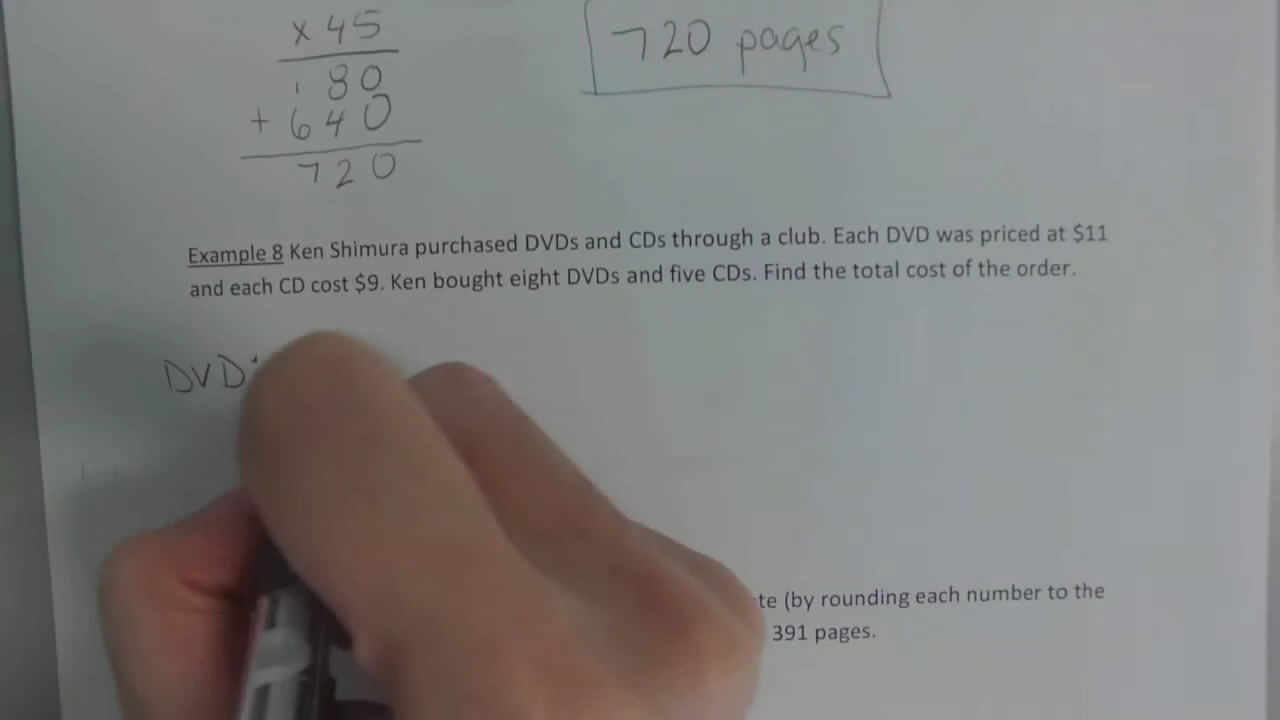 x 45
1 80
+ 640
720
720 pages
Example 8 Ken Shimura purchased DVDs and CDs through a club. Each DVD was priced at $11
and each CD cost $9. Ken bought eight DVDs and five CDs. Find the total cost of the order.
DVD:
(by rounding each number to the
391 pages.